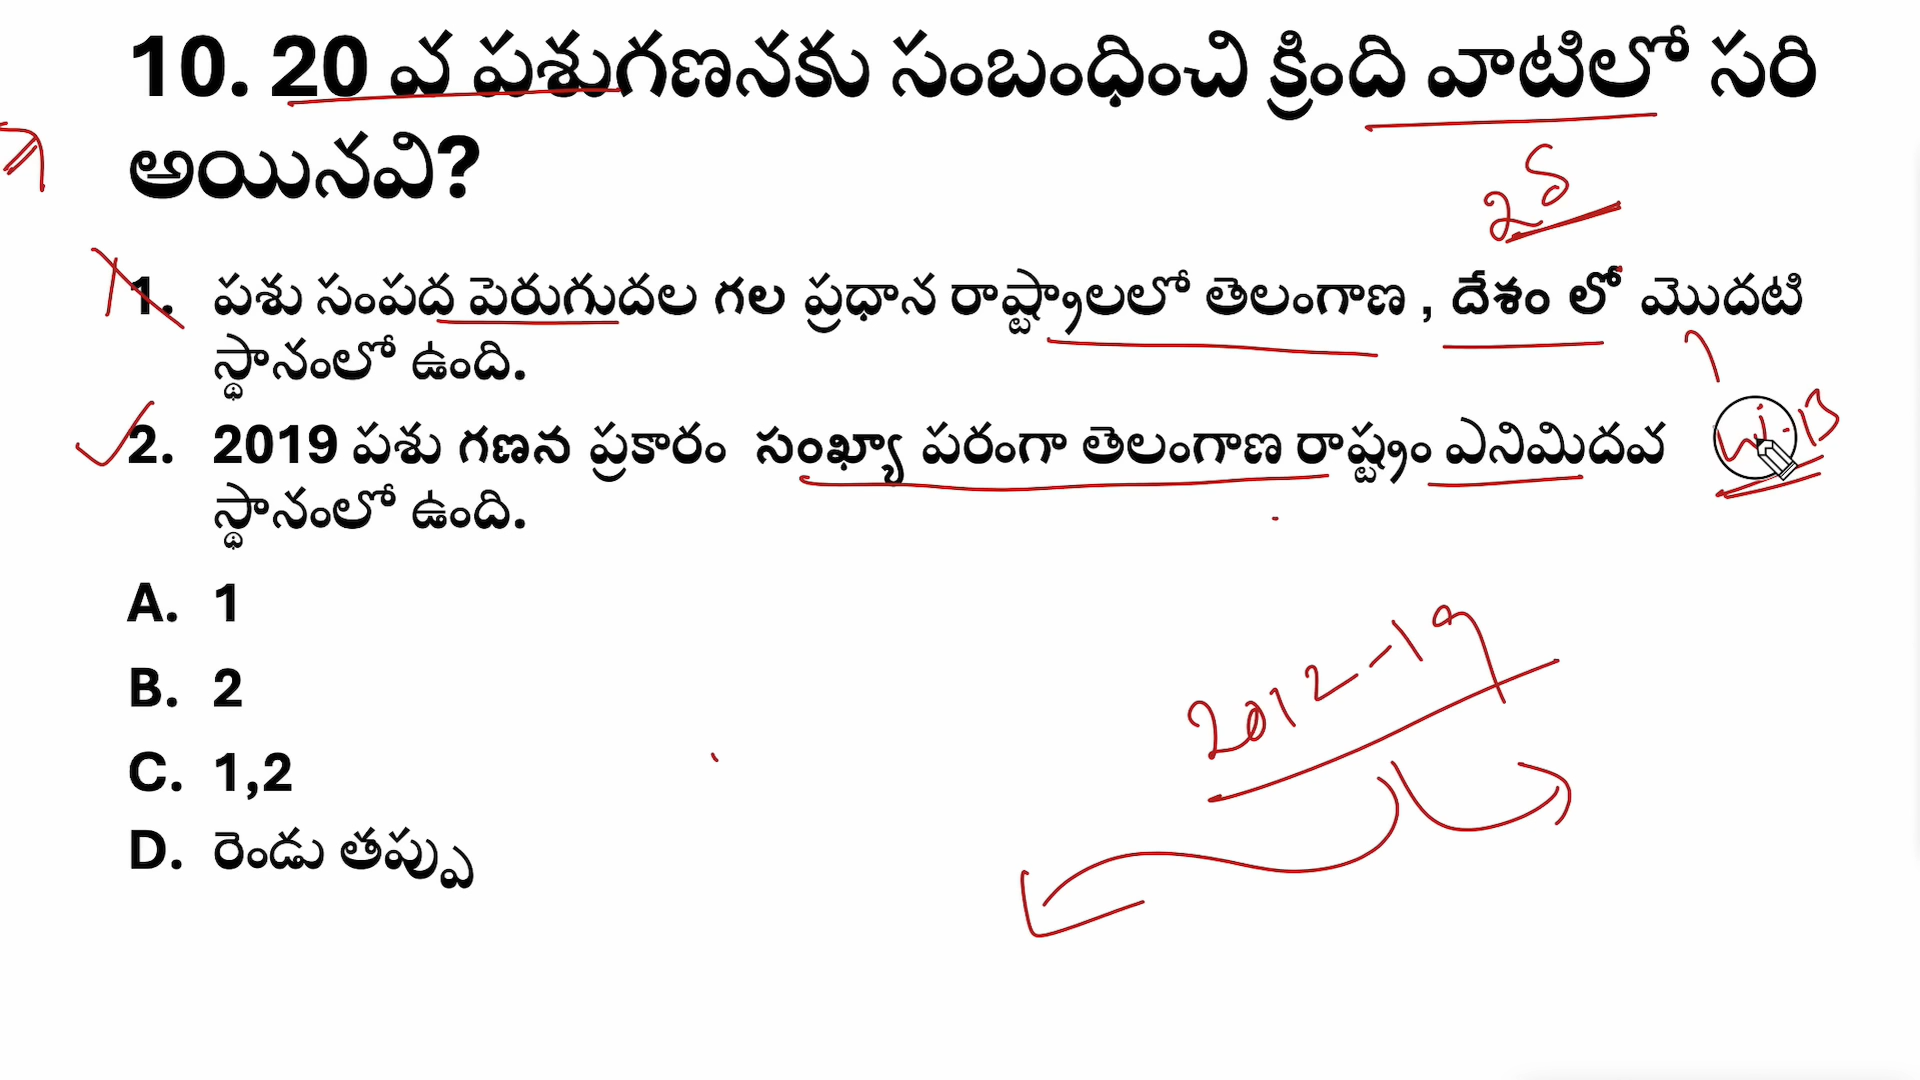 10. 20 వ పశుగణనకు సంబంధించి క్రింది వాటిలో సరి
అయినవి?
1. పశు సంపద పెరుగుదల గల ప్రధాన రాష్ట్రాలలో తెలంగాణ , దేశం లో మొదటి
స్థానంలో ఉంది.
2. 2019 పశు గణన ప్రకారం సంఖ్యా పరంగా తెలంగాణ రాష్ట్రం ఎనిమిదవ
స్థానంలో ఉంది.
A. 1
B. 2
C. 1,2
D. రెండు తప్పు
2012-19